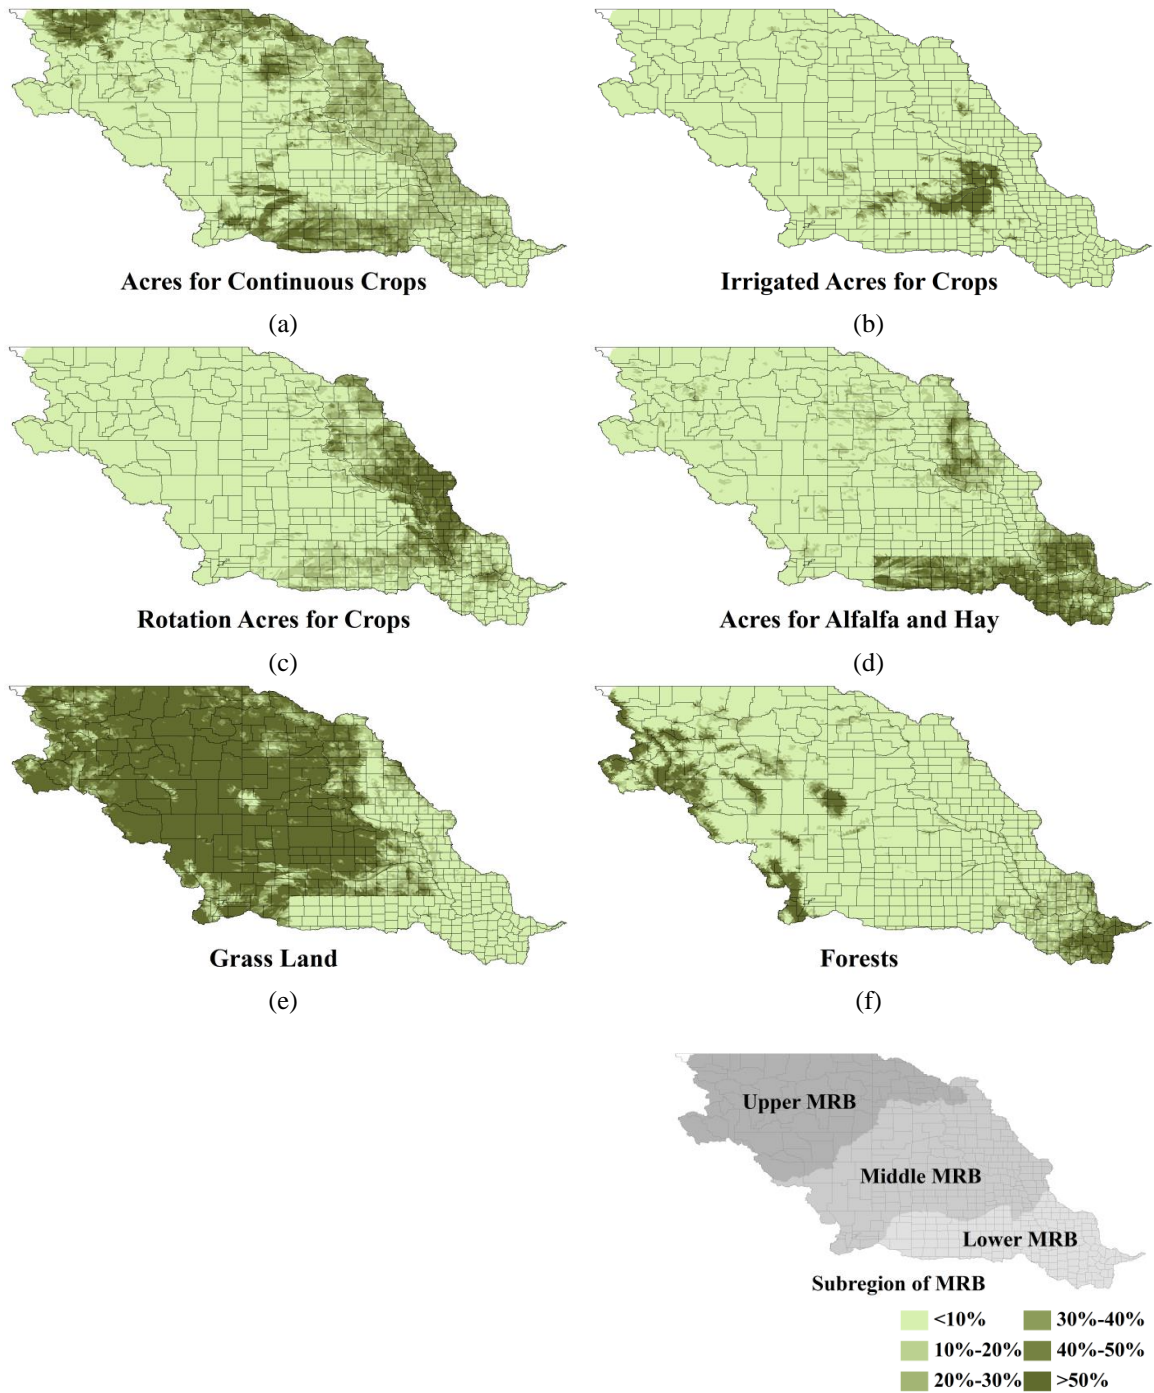 Acres for Continuous Crops
Irrigated Acres for Crops
(a)
(b)
Rotation Acres for Crops
Acres for Alfalfa and Hay
(c)
(d)
Grass Land
Forests
(e)
(f)
Upper MRB
Middle MRB
Lower MRB
Subregion of MRB
<10%
30%-40%
10%-20%
40%-50%
20%-30%
>50%